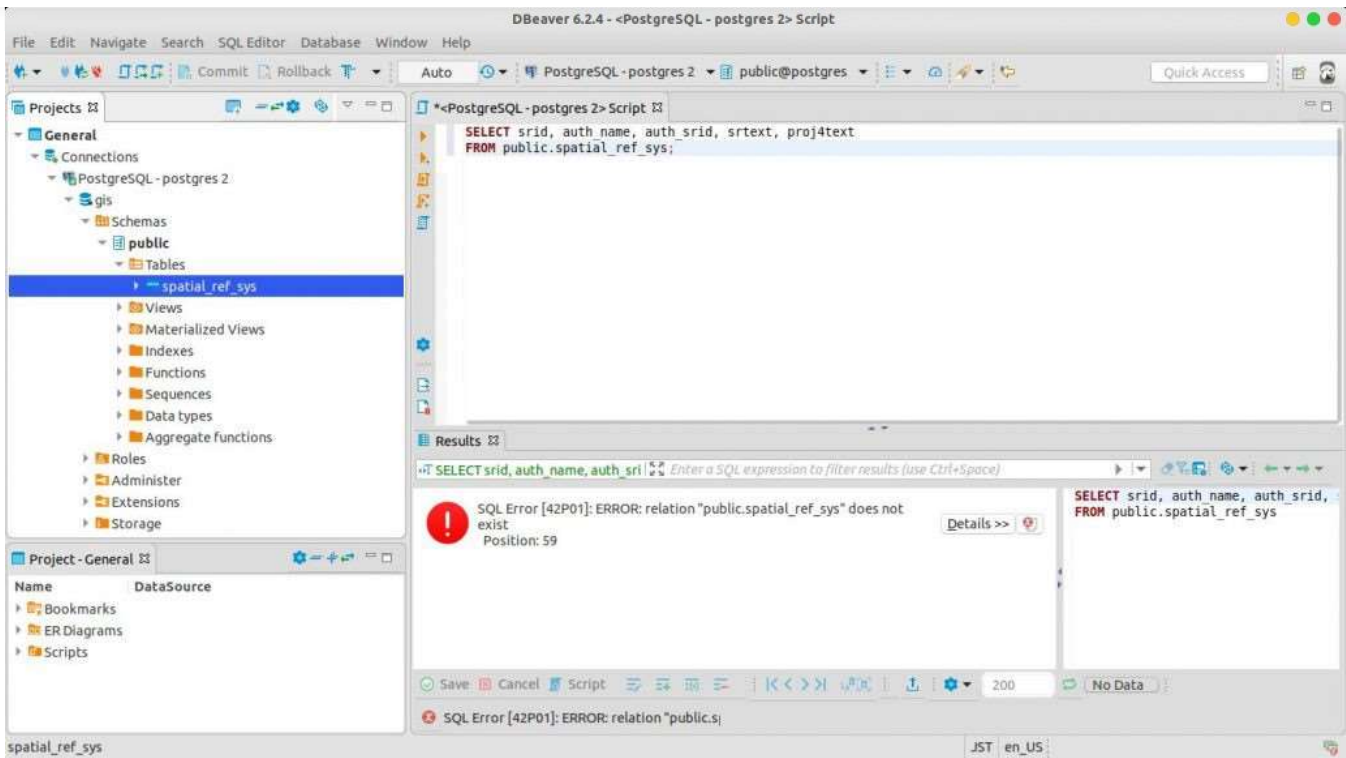 DBeaver 6.2.4 - <PostgreSQL - postgres 2> Script
File Edit Navigate Search SQL Editor Database Window Help
Commit Rollback Auto PostgreSQL - postgres 2 public@postgres Quick Access
Projects
General
Connections
PostgreSQL - postgres 2
gis
Schemas
public
Tables
spatial_ref_sys
Views
Materialized Views
Indexes
Functions
Sequences
Data types
Aggregate functions
Roles
Administer
Extensions
Storage
Project - General
Name DataSource
Bookmarks
ER Diagrams
Scripts
*<PostgreSQL - postgres 2> Script
SELECT srid, auth_name, auth_srid, srtext, proj4text
FROM public.spatial_ref_sys;
Results
SELECT srid, auth_name, auth_sri Enter a SQL expression to filter results (use Ctrl+Space)
SQL Error [42P01]: ERROR: relation "public.spatial_ref_sys" does not
exist
Position: 59
Details >>
SELECT srid, auth_name, auth_srid,
FROM public.spatial_ref_sys
Save Cancel Script 200 No Data
SQL Error [42P01]: ERROR: relation "public.s
spatial_ref_sys JST en_US